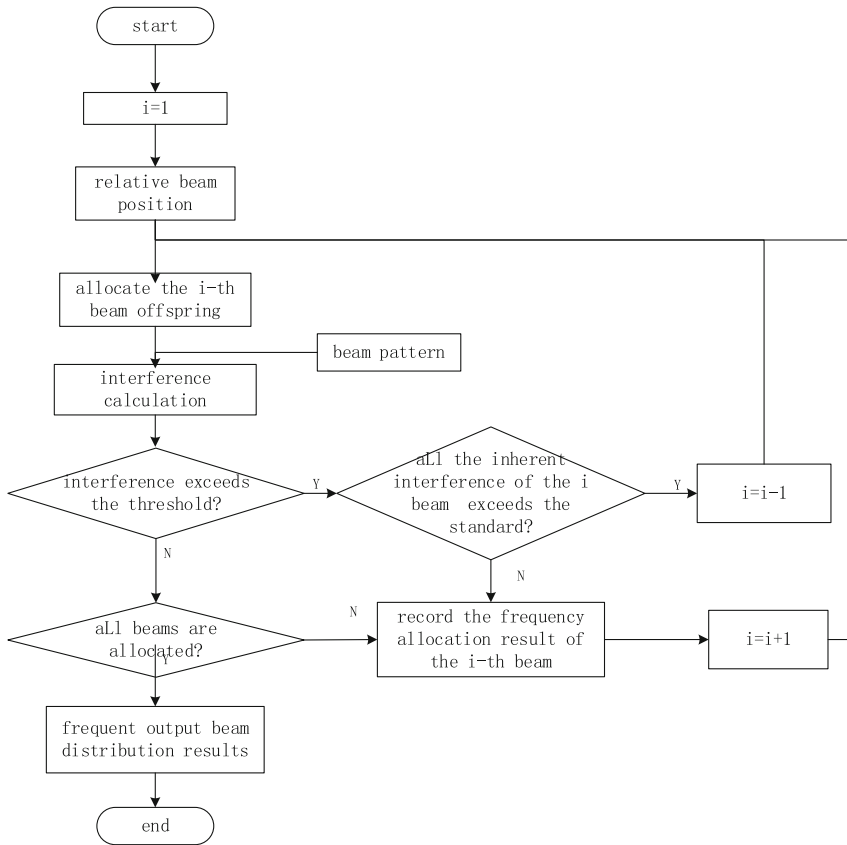 start
i=1
relative beam
position
allocate the i-th
beam offspring
beam pattern
interference
calculation
interference exceeds
the threshold?
Y
aLl the inherent
interference of the i
beam exceeds the
standard?
Y
i=i-1
N
N
aLl beams are
allocated?
Y
N
record the frequency
allocation result of
the i-th beam
i=i+1
frequent output beam
distribution results
end